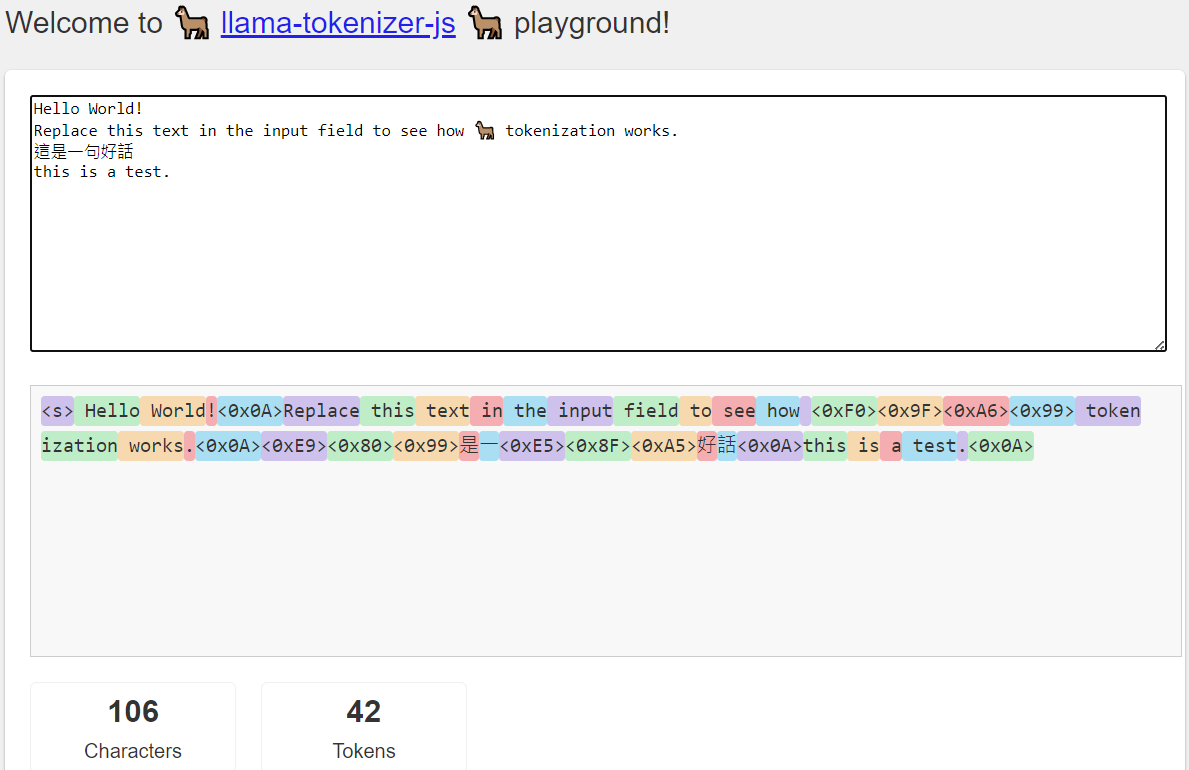 Welcome to 🦙 llama-tokenizer-js 🦙 playground!
Hello World!
Replace this text in the input field to see how 🦙 tokenization works.
這是一句好話
this is a test.
<s> Hello World!<0x0A>Replace this text in the input field to see how <0xF0><0x9F><0xA6><0x99> token
ization works.<0x0A><0xE9><0x80><0x99>是一<0xE5><0x8F><0xA5>好話<0x0A>this is a test.<0x0A>
106
Characters
42
Tokens